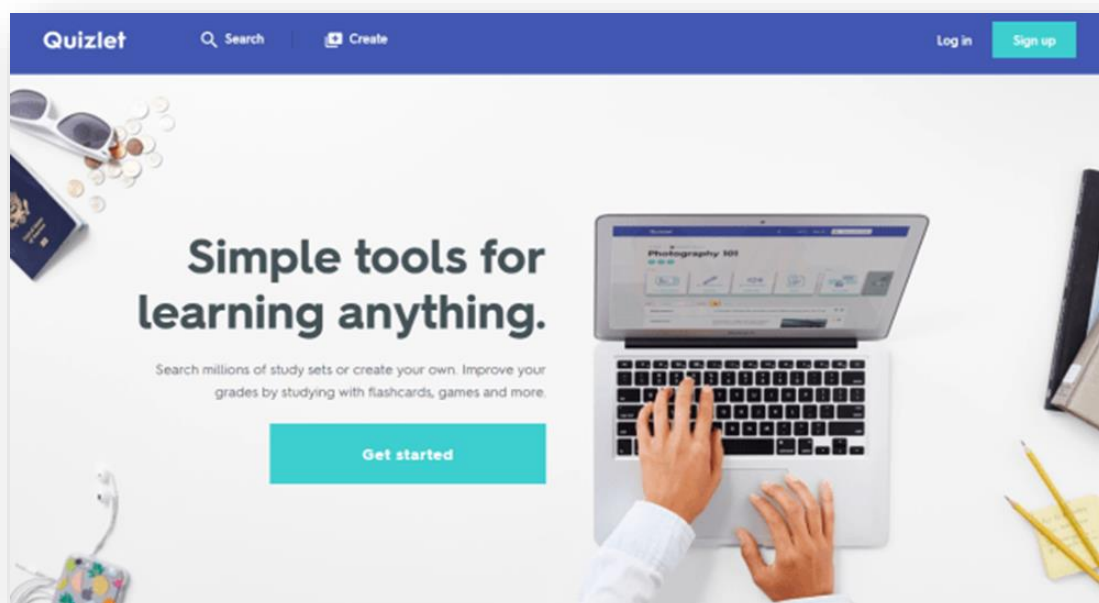 Quizlet
Search
Create
Log in
Sign up
Simple tools for
learning anything.
Search millions of study sets or create your own. Improve your
grades by studying with flashcards, games and more.
Get started
Photography 101